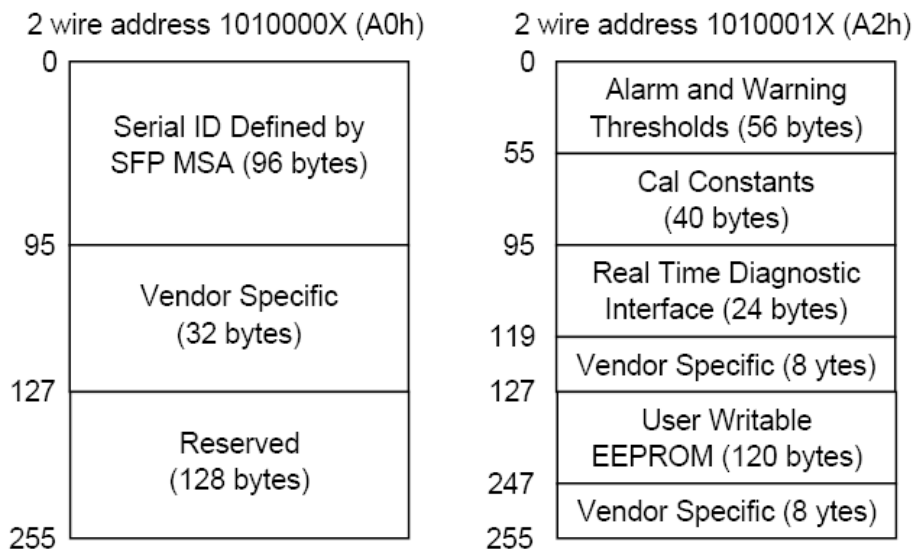 2 wire address 1010000X (A0h)
0
Serial ID Defined by
SFP MSA (96 bytes)
95
Vendor Specific
(32 bytes)
127
Reserved
(128 bytes)
255
2 wire address 1010001X (A2h)
0
Alarm and Warning
Thresholds (56 bytes)
55
Cal Constants
(40 bytes)
95
Real Time Diagnostic
Interface (24 bytes)
119
Vendor Specific (8 ytes)
127
User Writable
EEPROM (120 bytes)
247
Vendor Specific (8 ytes)
255